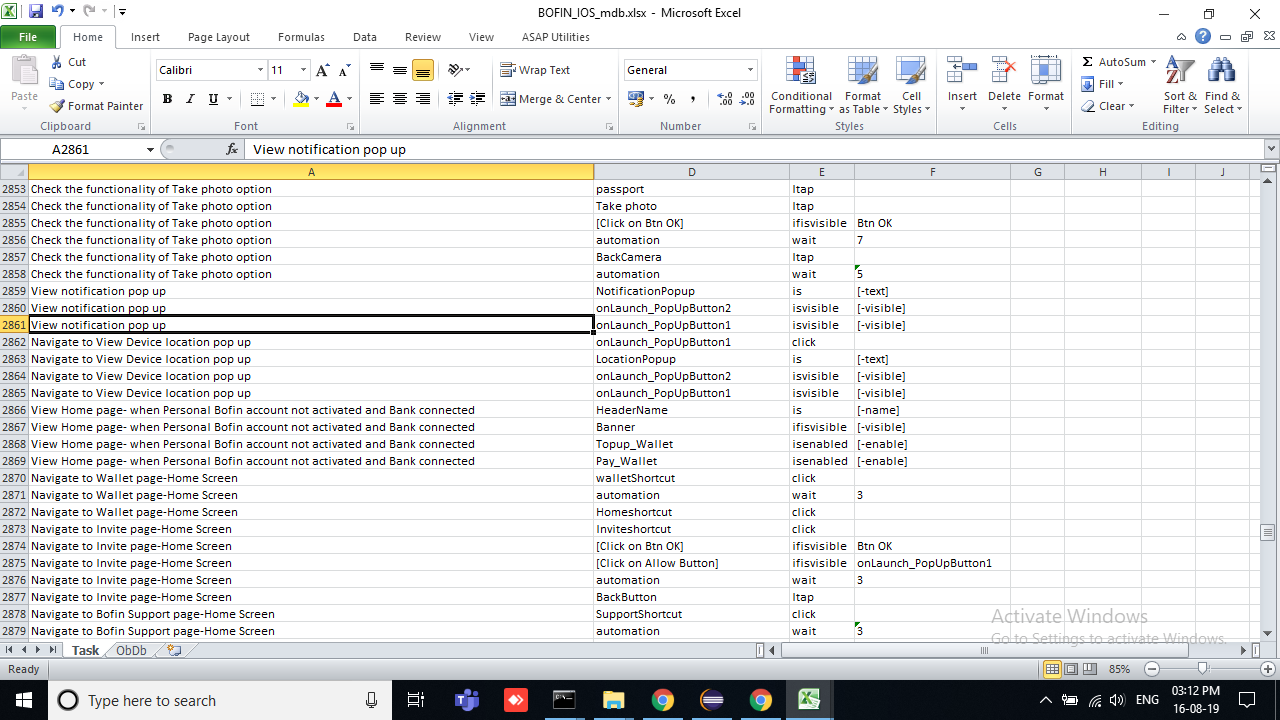 BOFIN_IOS_mdb.xlsx - Microsoft Excel
File Home Insert Page Layout Formulas Data Review View ASAP Utilities
Paste Cut Copy Format Painter Clipboard
Calibri 11 B I U A Font
Wrap Text Merge & Center Alignment
General % , Number
Conditional Formatting Format as Table Cell Styles Styles
Insert Delete Format Cells
Σ AutoSum Fill Clear Sort & Filter Find & Select Editing
A2861 fx View notification pop up
A D E F G H I J
2853 Check the functionality of Take photo option passport ltap
2854 Check the functionality of Take photo option Take photo ltap
2855 Check the functionality of Take photo option [Click on Btn OK] ifisvisible Btn OK
2856 Check the functionality of Take photo option automation wait 7
2857 Check the functionality of Take photo option BackCamera ltap
2858 Check the functionality of Take photo option automation wait 5
2859 View notification pop up NotificationPopup is [-text]
2860 View notification pop up onLaunch_PopUpButton2 isvisible [-visible]
2861 View notification pop up onLaunch_PopUpButton1 isvisible [-visible]
2862 Navigate to View Device location pop up onLaunch_PopUpButton1 click
2863 Navigate to View Device location pop up LocationPopup is [-text]
2864 Navigate to View Device location pop up onLaunch_PopUpButton2 isvisible [-visible]
2865 Navigate to View Device location pop up onLaunch_PopUpButton1 isvisible [-visible]
2866 View Home page- when Personal Bofin account not activated and Bank connected HeaderName is [-name]
2867 View Home page- when Personal Bofin account not activated and Bank connected Banner ifisvisible [-visible]
2868 View Home page- when Personal Bofin account not activated and Bank connected Topup_Wallet isenabled [-enable]
2869 View Home page- when Personal Bofin account not activated and Bank connected Pay_Wallet isenabled [-enable]
2870 Navigate to Wallet page-Home Screen walletShortcut click
2871 Navigate to Wallet page-Home Screen automation wait 3
2872 Navigate to Wallet page-Home Screen Homeshortcut click
2873 Navigate to Invite page-Home Screen Inviteshortcut click
2874 Navigate to Invite page-Home Screen [Click on Btn OK] ifisvisible Btn OK
2875 Navigate to Invite page-Home Screen [Click on Allow Button] ifisvisible onLaunch_PopUpButton1
2876 Navigate to Invite page-Home Screen automation wait 3
2877 Navigate to Invite page-Home Screen BackButton ltap
2878 Navigate to Bofin Support page-Home Screen SupportShortcut click
2879 Navigate to Bofin Support page-Home Screen automation wait 3
Activate Windows
Go to Settings to activate Windows.
Task ObDb
Ready 85%
Type here to search ENG 03:12 PM
16-08-19